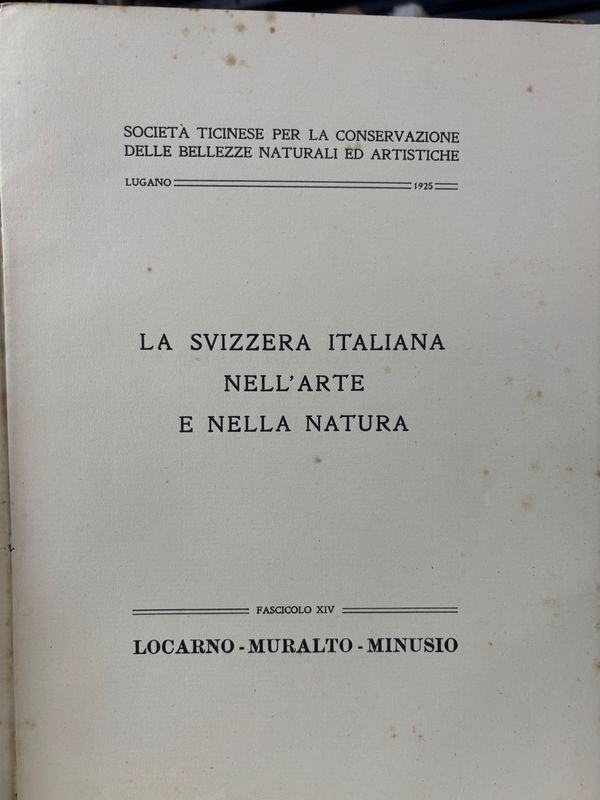 SOCIETÀ TICINESE PER LA CONSERVAZIONE
DELLE BELLEZZE NATURALI ED ARTISTICHE
LUGANO 1925
LA SVIZZERA ITALIANA
NELL'ARTE
E NELLA NATURA
FASCICOLO XIV
LOCARNO - MURALTO - MINUSIO